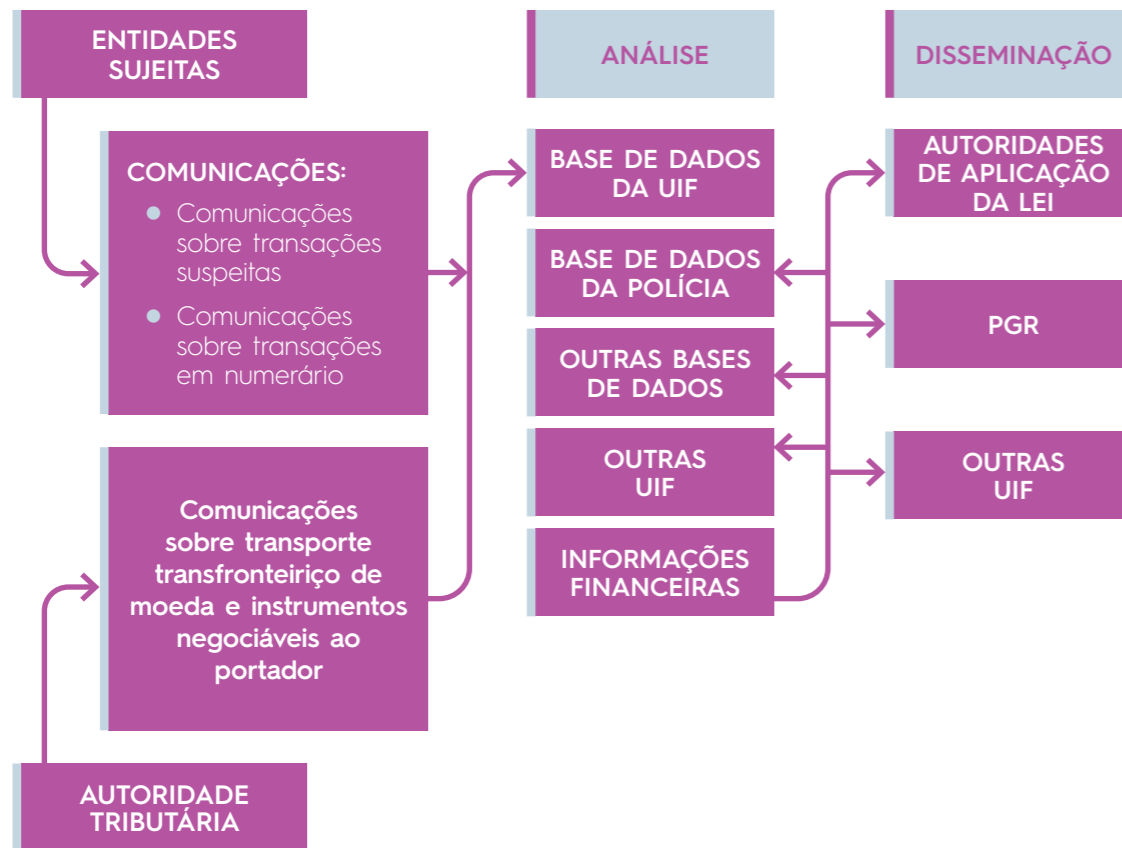 ENTIDADES
SUJEITAS
COMUNICAÇÕES:
Comunicações
sobre transações
suspeitas
Comunicações
sobre transações
em numerário
Comunicações
sobre transporte
transfronteiriço de
moeda e instrumentos
negociáveis ao
portador
AUTORIDADE
TRIBUTÁRIA
ANÁLISE
BASE DE DADOS
DA UIF
BASE DE DADOS
DA POLÍCIA
OUTRAS BASES
DE DADOS
OUTRAS
UIF
INFORMAÇÕES
FINANCEIRAS
DISSEMINAÇÃO
AUTORIDADES
DE APLICAÇÃO
DA LEI
PGR
OUTRAS
UIF